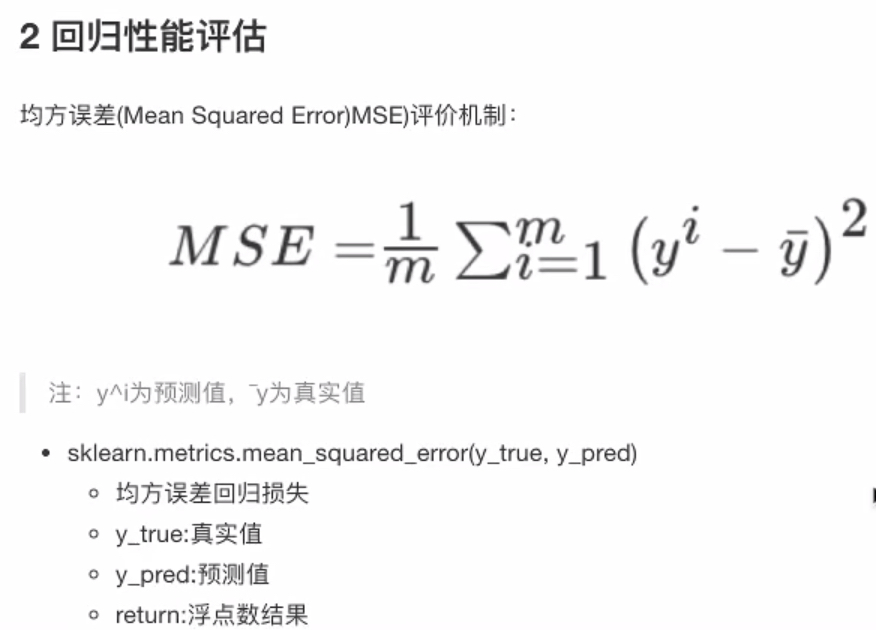 2 回归性能评估
均方误差(Mean Squared Error)MSE)评价机制：
MSE = \frac{1}{m} \sum_{i=1}^{m} (y^i - \bar{y})^2
注：y^i为预测值，¯y为真实值
• sklearn.metrics.mean_squared_error(y_true, y_pred)
◦ 均方误差回归损失
◦ y_true:真实值
◦ y_pred:预测值
◦ return:浮点数结果